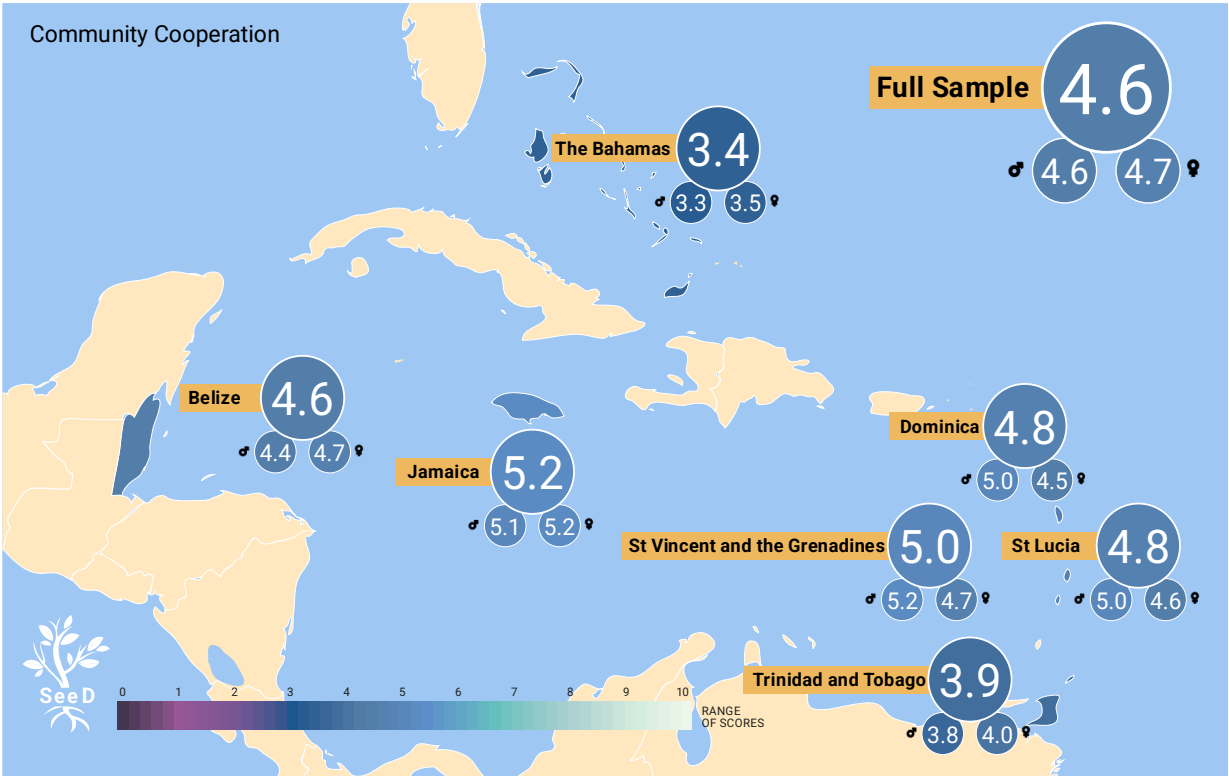 Community Cooperation
Full Sample
4.6
♂ 4.6 4.7 ♀
The Bahamas
3.4
♂ 3.3 3.5 ♀
Belize
4.6
♂ 4.4 4.7 ♀
Jamaica
5.2
♂ 5.1 5.2 ♀
Dominica
4.8
♂ 5.0 4.5 ♀
St Vincent and the Grenadines
5.0
♂ 5.2 4.7 ♀
St Lucia
4.8
♂ 5.0 4.6 ♀
Trinidad and Tobago
3.9
♂ 3.8 4.0 ♀
SeeD
0 1 2 3 4 5 6 7 8 9 10
RANGE
OF SCORES